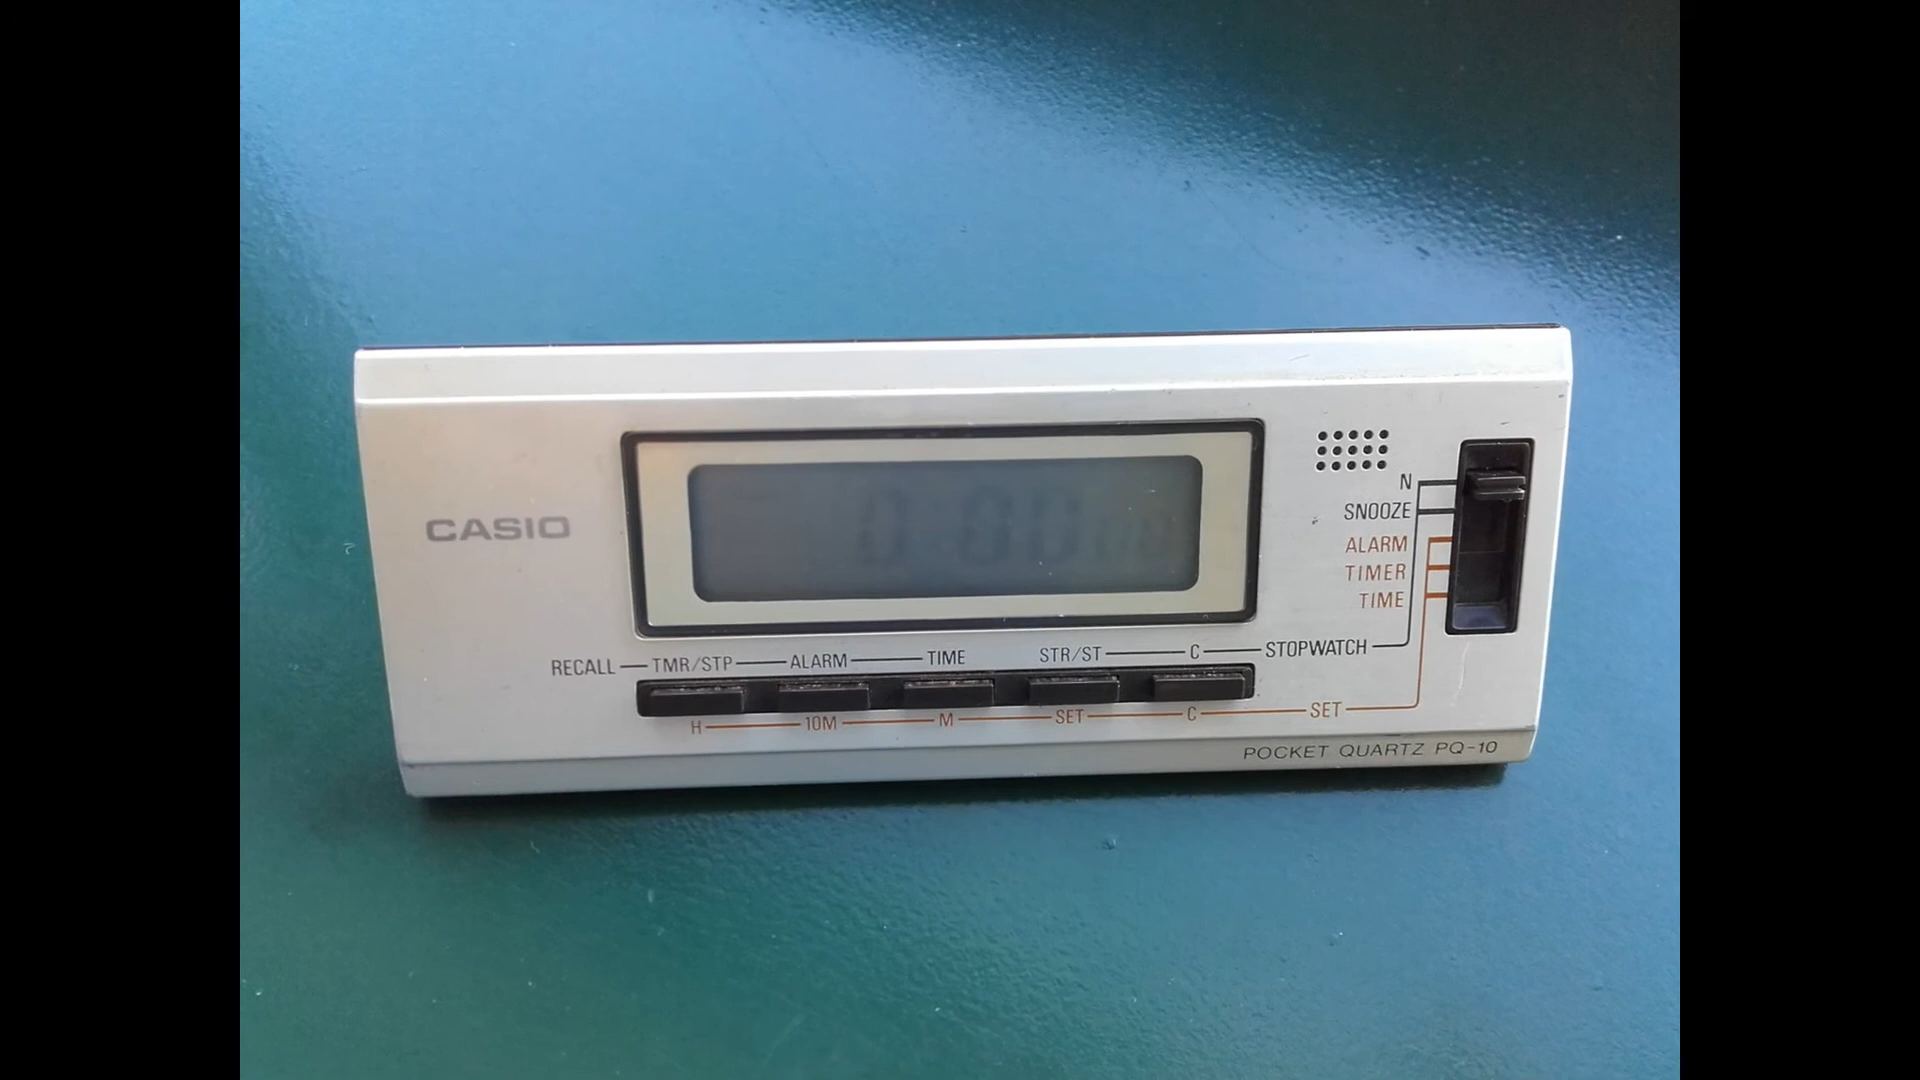 CASIO
N
SNOOZE
ALARM
TIMER
TIME
RECALL TMR/STP ALARM TIME STR/ST C STOPWATCH
H 10M M SET C SET
POCKET QUARTZ PQ-10